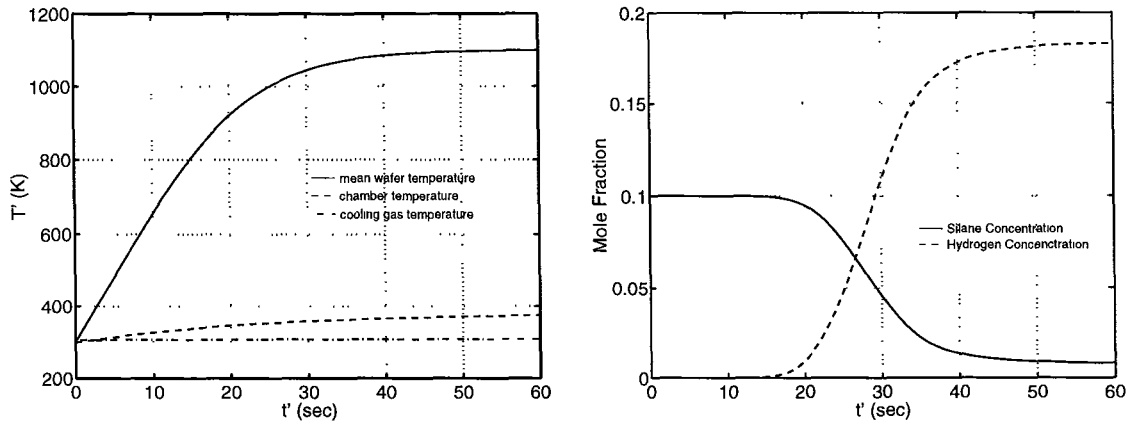 1200
1000
800
600
400
200
T' (K)
mean wafer temperature
chamber temperature
cooling gas temperature
0 10 20 30 40 50 60
t' (sec)
0.2
0.15
0.1
0.05
0
Mole Fraction
Silane Concentration
Hydrogen Concenctration
0 10 20 30 40 50 60
t' (sec)